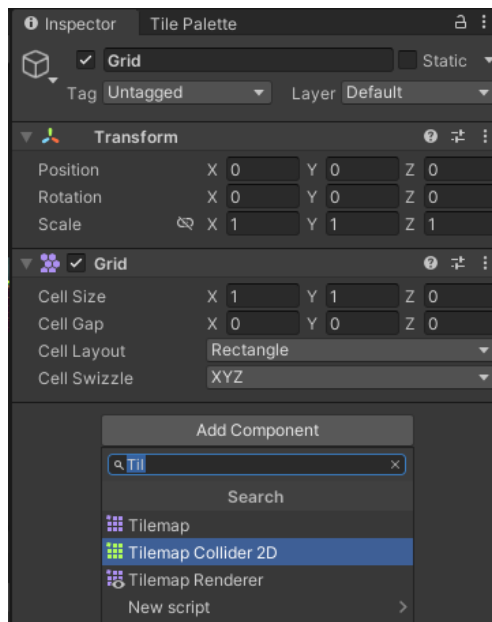 Inspector Tile Palette
Grid Static
Tag Untagged Layer Default
Transform
Position X 0 Y 0 Z 0
Rotation X 0 Y 0 Z 0
Scale X 1 Y 1 Z 1
Grid
Cell Size X 1 Y 1 Z 0
Cell Gap X 0 Y 0 Z 0
Cell Layout Rectangle
Cell Swizzle XYZ
Add Component
Til
Search
Tilemap
Tilemap Collider 2D
Tilemap Renderer
New script